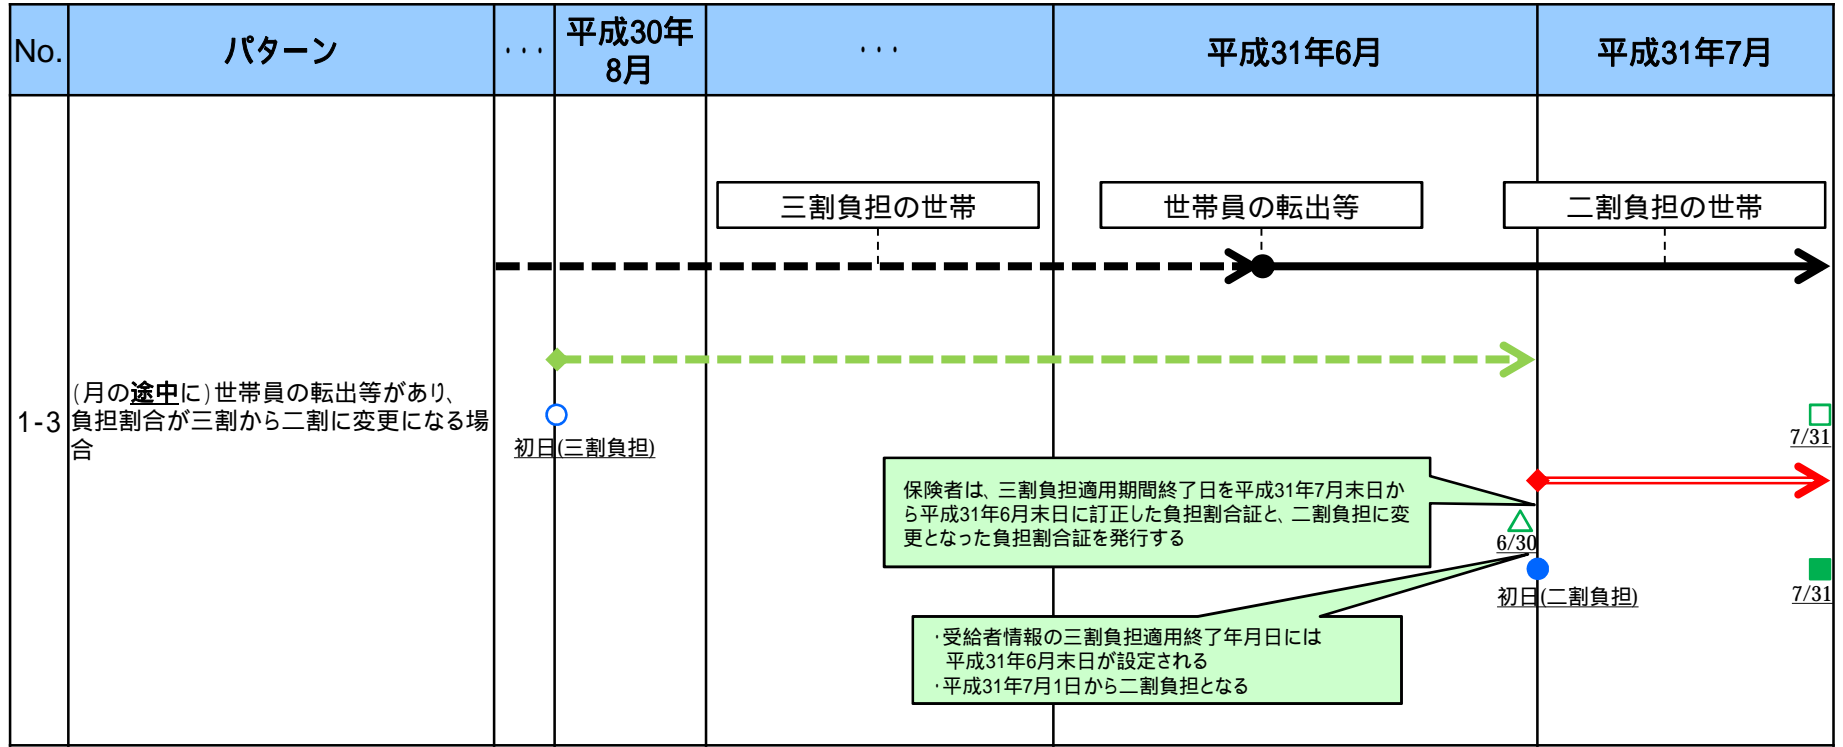 No.
パターン
・・・
平成30年
8月
・・・
平成31年6月
平成31年7月
三割負担の世帯
世帯員の転出等
二割負担の世帯
1-3
(月の途中に)世帯員の転出等があり、
負担割合が三割から二割に変更になる場
合
初日(三割負担)
7/31
保険者は、三割負担適用期間終了日を平成31年7月末日か
ら平成31年6月末日に訂正した負担割合証と、二割負担に変
更となった負担割合証を発行する
6/30
初日(二割負担)
7/31
・受給者情報の三割負担適用終了年月日には
平成31年6月末日が設定される
・平成31年7月1日から二割負担となる